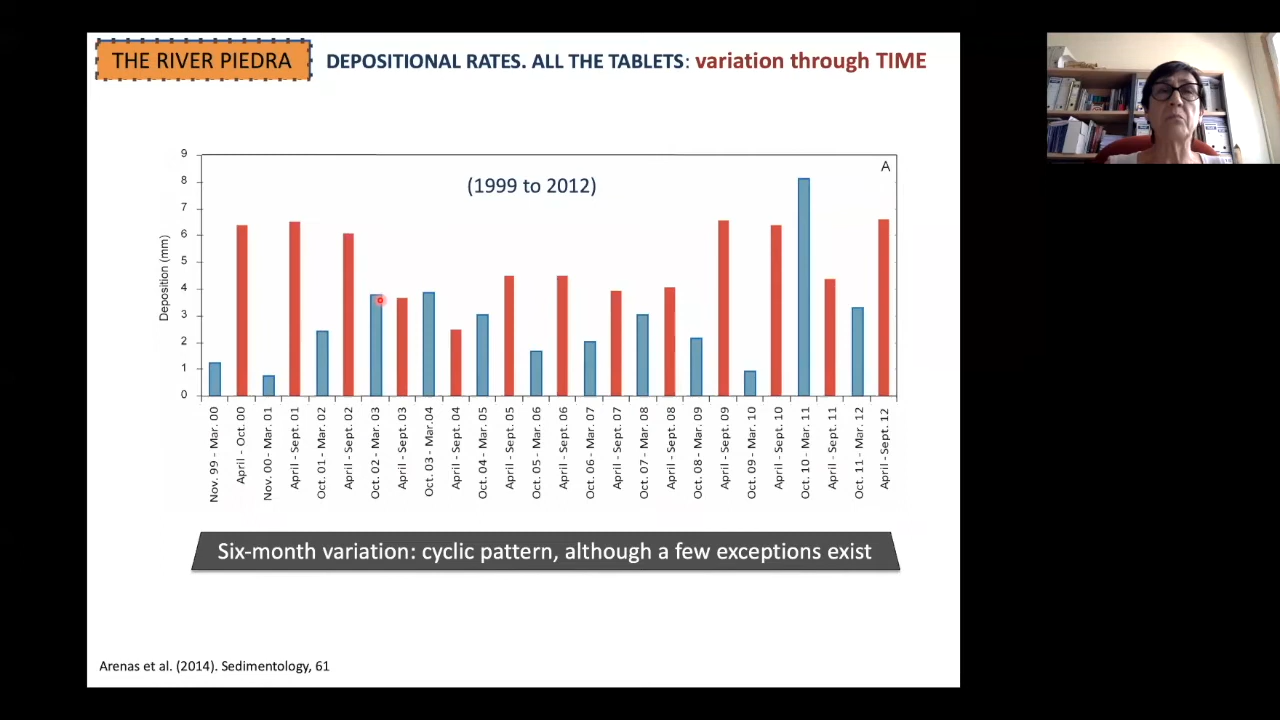 THE RIVER PIEDRA
DEPOSITIONAL RATES. ALL THE TABLETS: variation through TIME
9
8
7
6
5
4
3
2
1
0
Deposition (mm)
(1999 to 2012)
A
Nov. 99 - Mar. 00
April - Oct. 00
Nov. 00 - Mar. 01
April - Sept. 01
Oct. 01 - Mar. 02
April - Sept. 02
Oct. 02 - Mar. 03
April - Sept. 03
Oct. 03 - Mar.04
April - Sept. 04
Oct. 04 - Mar. 05
April - Sept. 05
Oct. 05 - Mar. 06
April - Sept. 06
Oct. 06 - Mar. 07
April - Sept. 07
Oct. 07 - Mar. 08
April - Sept. 08
Oct. 08 - Mar. 09
April - Sept. 09
Oct. 09 - Mar. 10
April - Sept. 10
Oct. 10 - Mar. 11
April - Sept. 11
Oct. 11 - Mar. 12
April -Sept. 12
Six-month variation: cyclic pattern, although a few exceptions exist
Arenas et al. (2014). Sedimentology, 61